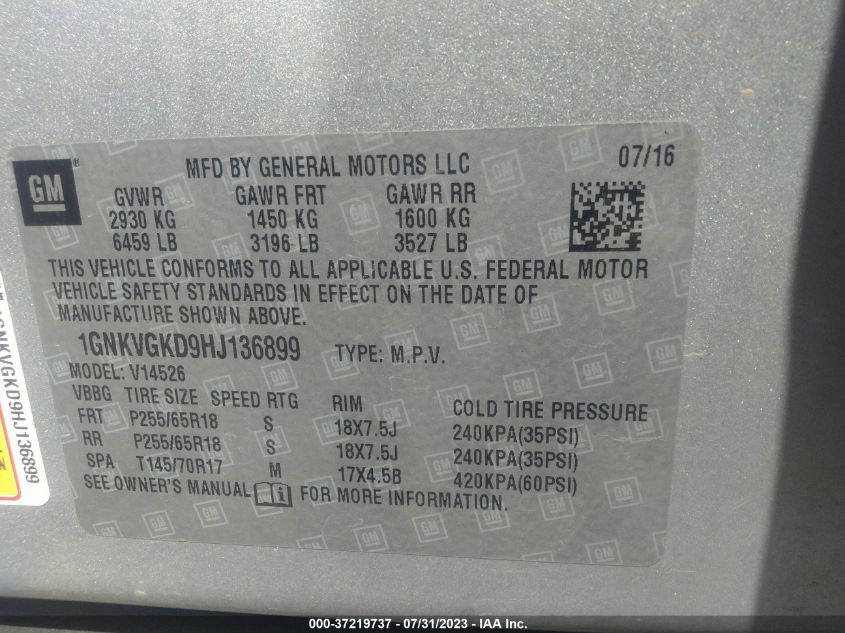 GM ®
MFD BY GENERAL MOTORS LLC 07/16
GVWR GAWR FRT GAWR RR
2930 KG 1450 KG 1600 KG
6459 LB 3196 LB 3527 LB
THIS VEHICLE CONFORMS TO ALL APPLICABLE U.S. FEDERAL MOTOR
VEHICLE SAFETY STANDARDS IN EFFECT ON THE DATE OF
MANUFACTURE SHOWN ABOVE.
1GNKVGKD9HJ136899 TYPE: M.P.V.
MODEL: V14526
VBBG TIRE SIZE SPEED RTG RIM COLD TIRE PRESSURE
FRT P255/65R18 S 18X7.5J 240KPA(35PSI)
RR P255/65R18 S 18X7.5J 240KPA(35PSI)
SPA T145/70R17 M 17X4.5B 420KPA(60PSI)
SEE OWNER'S MANUAL FOR MORE INFORMATION.
1GNKVGKD9HJ136899
000-37219737 - 07/31/2023 - IAA Inc.